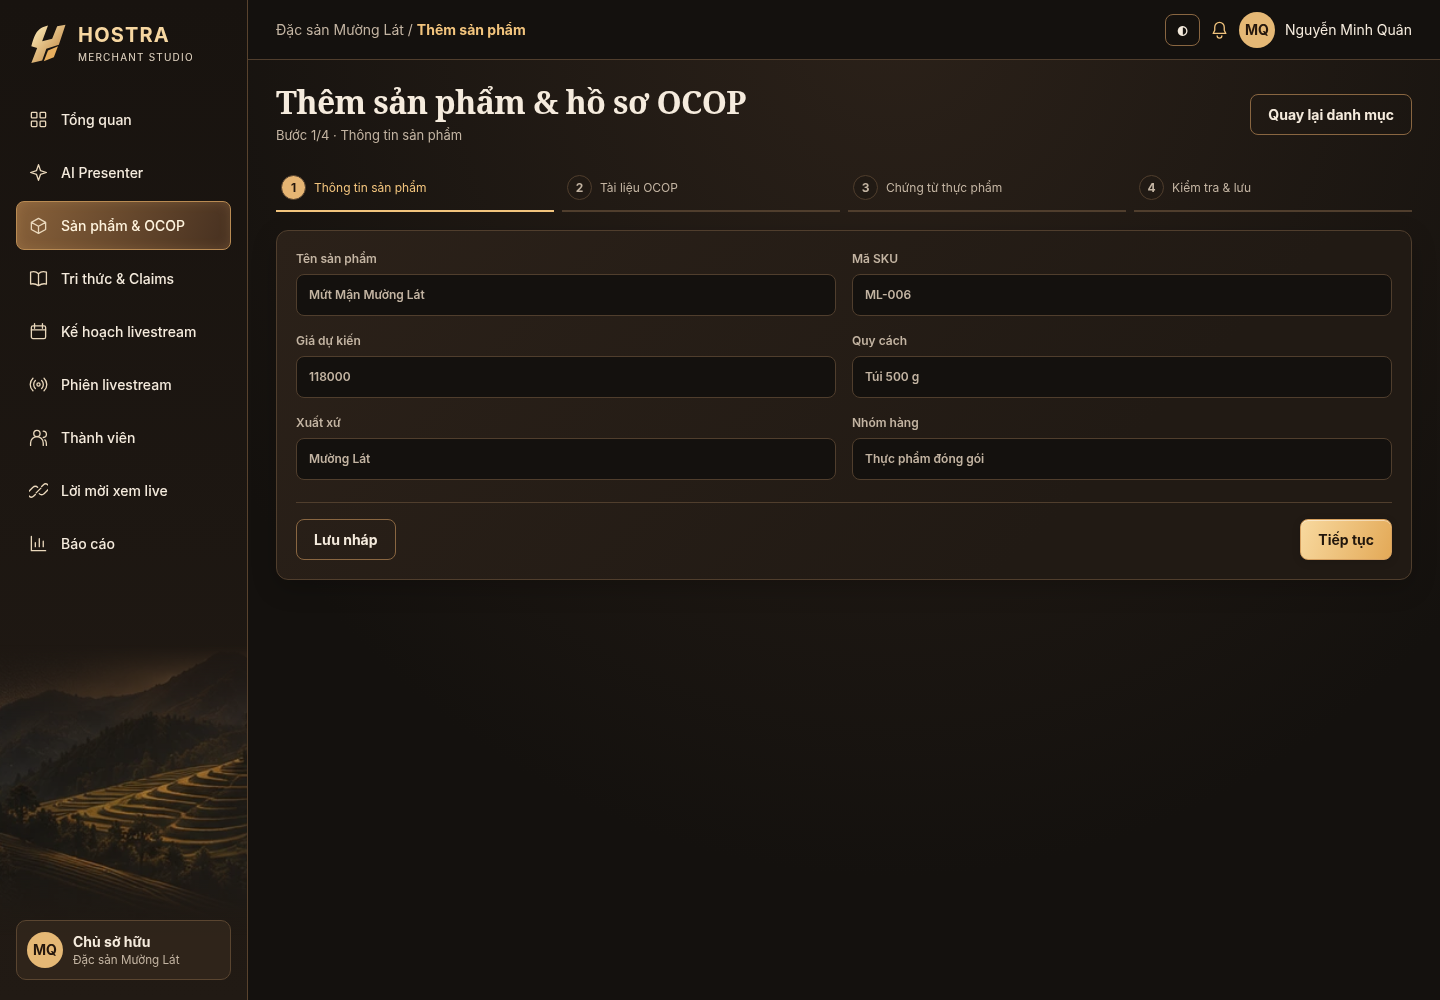 HOSTRA
MERCHANT STUDIO
Tổng quan
AI Presenter
Sản phẩm & OCOP
Tri thức & Claims
Kế hoạch livestream
Phiên livestream
Thành viên
Lời mời xem live
Báo cáo
MQ
Chủ sở hữu
Đặc sản Mường Lát
Đặc sản Mường Lát / Thêm sản phẩm
MQ Nguyễn Minh Quân
Thêm sản phẩm & hồ sơ OCOP
Bước 1/4 · Thông tin sản phẩm
Quay lại danh mục
1 Thông tin sản phẩm
2 Tài liệu OCOP
3 Chứng từ thực phẩm
4 Kiểm tra & lưu
Tên sản phẩm
Mứt Mận Mường Lát
Mã SKU
ML-006
Giá dự kiến
118000
Quy cách
Túi 500 g
Xuất xứ
Mường Lát
Nhóm hàng
Thực phẩm đóng gói
Lưu nháp
Tiếp tục